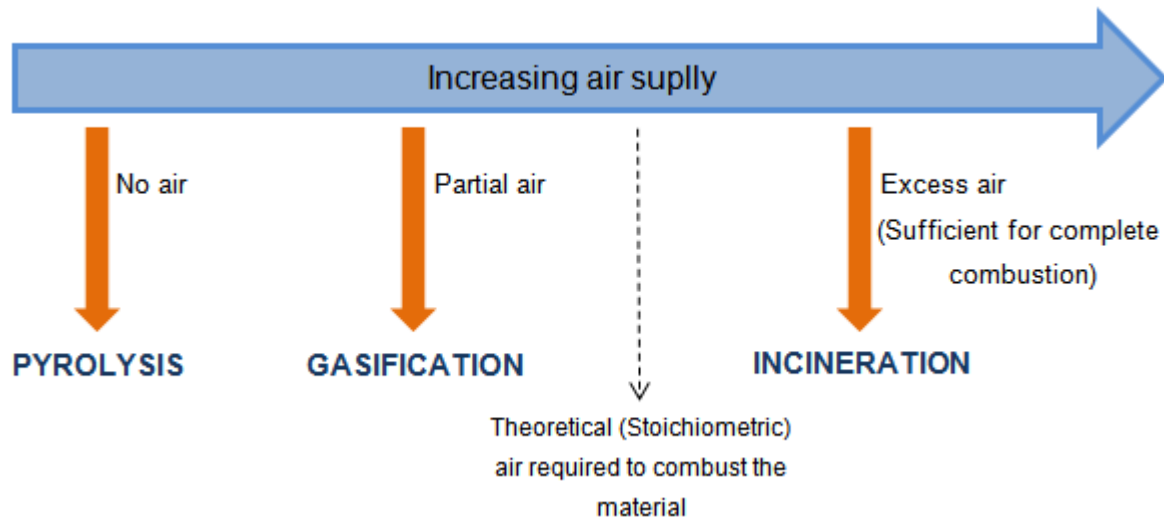 Increasing air suplly
No air
Partial air
Excess air
(Sufficient for complete
combustion)
PYROLYSIS
GASIFICATION
INCINERATION
Theoretical (Stoichiometric)
air required to combust the
material